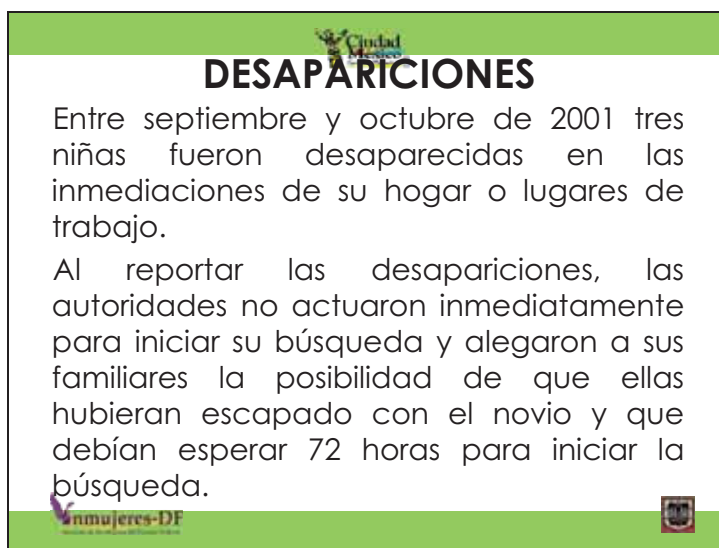 Ciudad
México
DESAPARICIONES
Entre septiembre y octubre de 2001 tres
niñas fueron desaparecidas en las
inmediaciones de su hogar o lugares de
trabajo.
Al reportar las desapariciones, las
autoridades no actuaron inmediatamente
para iniciar su búsqueda y alegaron a sus
familiares la posibilidad de que ellas
hubieran escapado con el novio y que
debían esperar 72 horas para iniciar la
búsqueda.
Inmujeres-DF